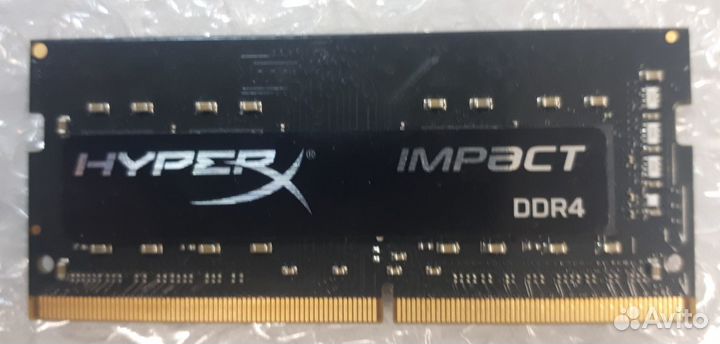 HYPERX®
IMPACT
DDR4
Avito